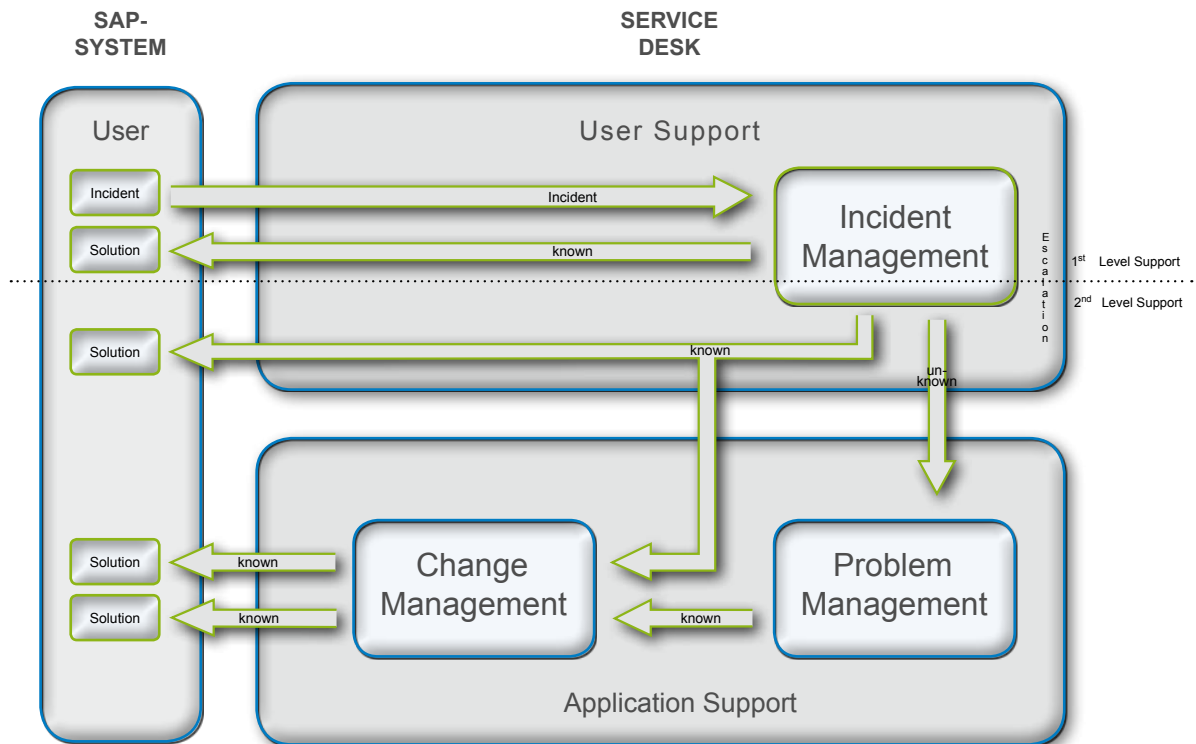 SAP-
SYSTEM
SERVICE
DESK
User
User Support
Incident
Incident
Incident
Management
Solution
known
Escalation
1st Level Support
2nd Level Support
Solution
known
un-
known
Solution
known
Change
Management
Problem
Management
Solution
known
known
Application Support